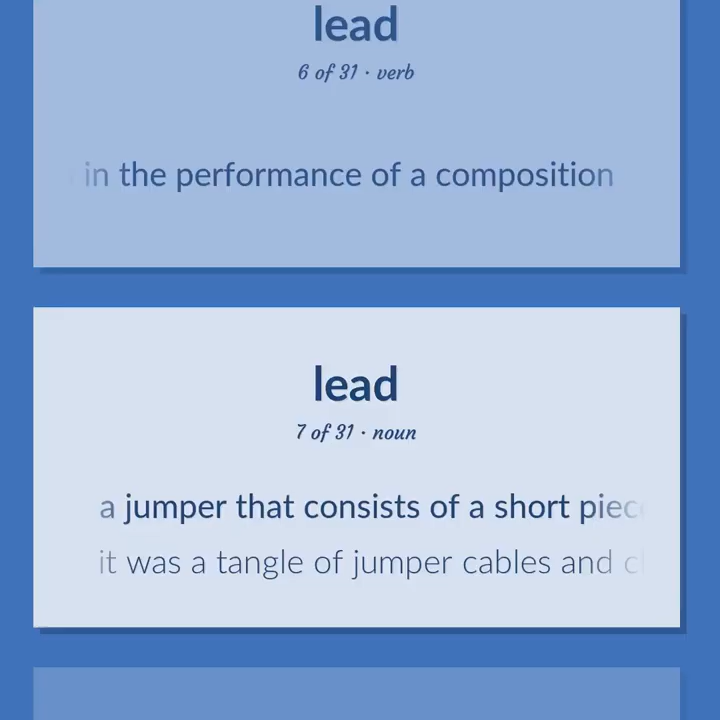 lead
6 of 31 · verb
in the performance of a composition
lead
7 of 31 · noun
a jumper that consists of a short piec
it was a tangle of jumper cables and c